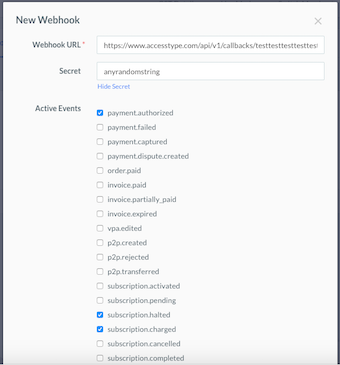 New Webhook
Webhook URL *
https://www.accesstype.com/api/v1/callbacks/testtesttesttesttest
Secret
anyrandomstring
Hide Secret
Active Events
payment.authorized
payment.failed
payment.captured
payment.dispute.created
order.paid
invoice.paid
invoice.partially_paid
invoice.expired
vpa.edited
p2p.created
p2p.rejected
p2p.transferred
subscription.activated
subscription.pending
subscription.halted
subscription.charged
subscription.cancelled
subscription.completed